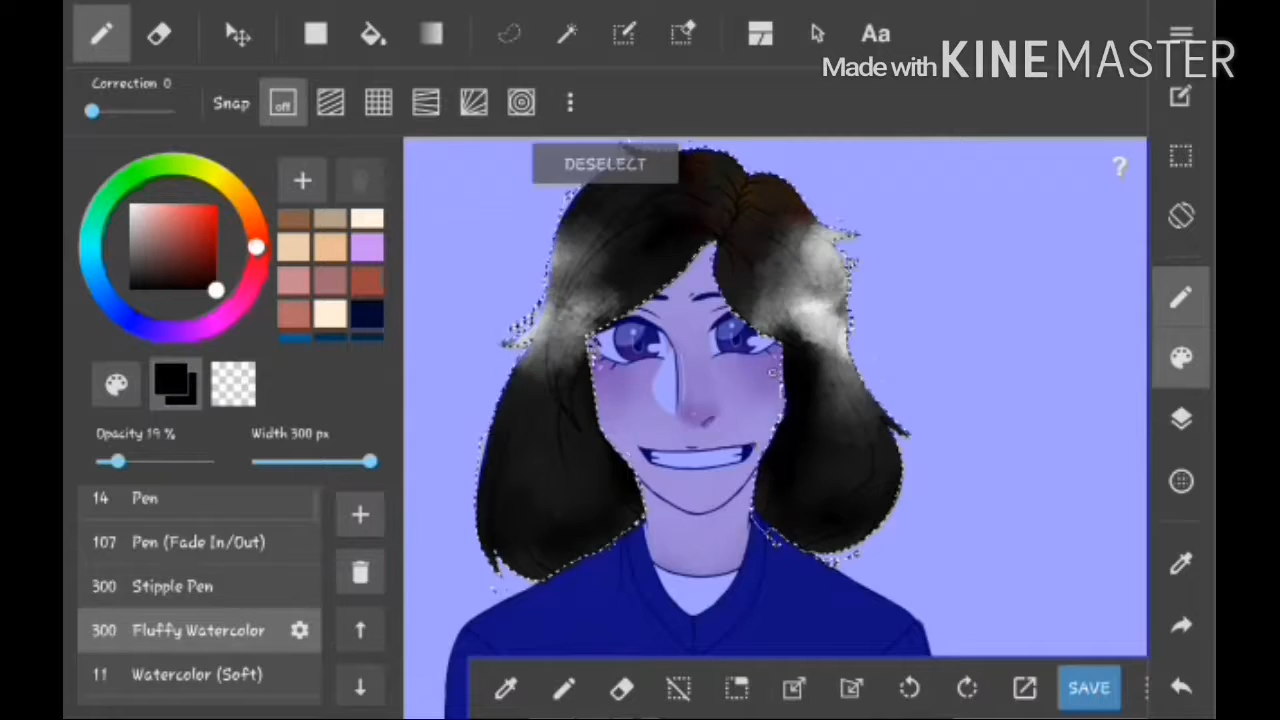 Aa
Made with KINEMASTER
Correction 0
Snap
off
DESELECT
?
Opacity 19 %
Width 300 px
14 Pen
107 Pen (Fade In/Out)
300 Stipple Pen
300 Fluffy Watercolor
11 Watercolor (Soft)
SAVE